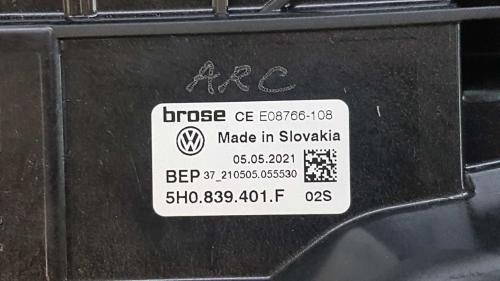 ARC
brose CE E08766-108
Made in Slovakia
05.05.2021
BEP 37_210505.055530
5H0.839.401.F 02S